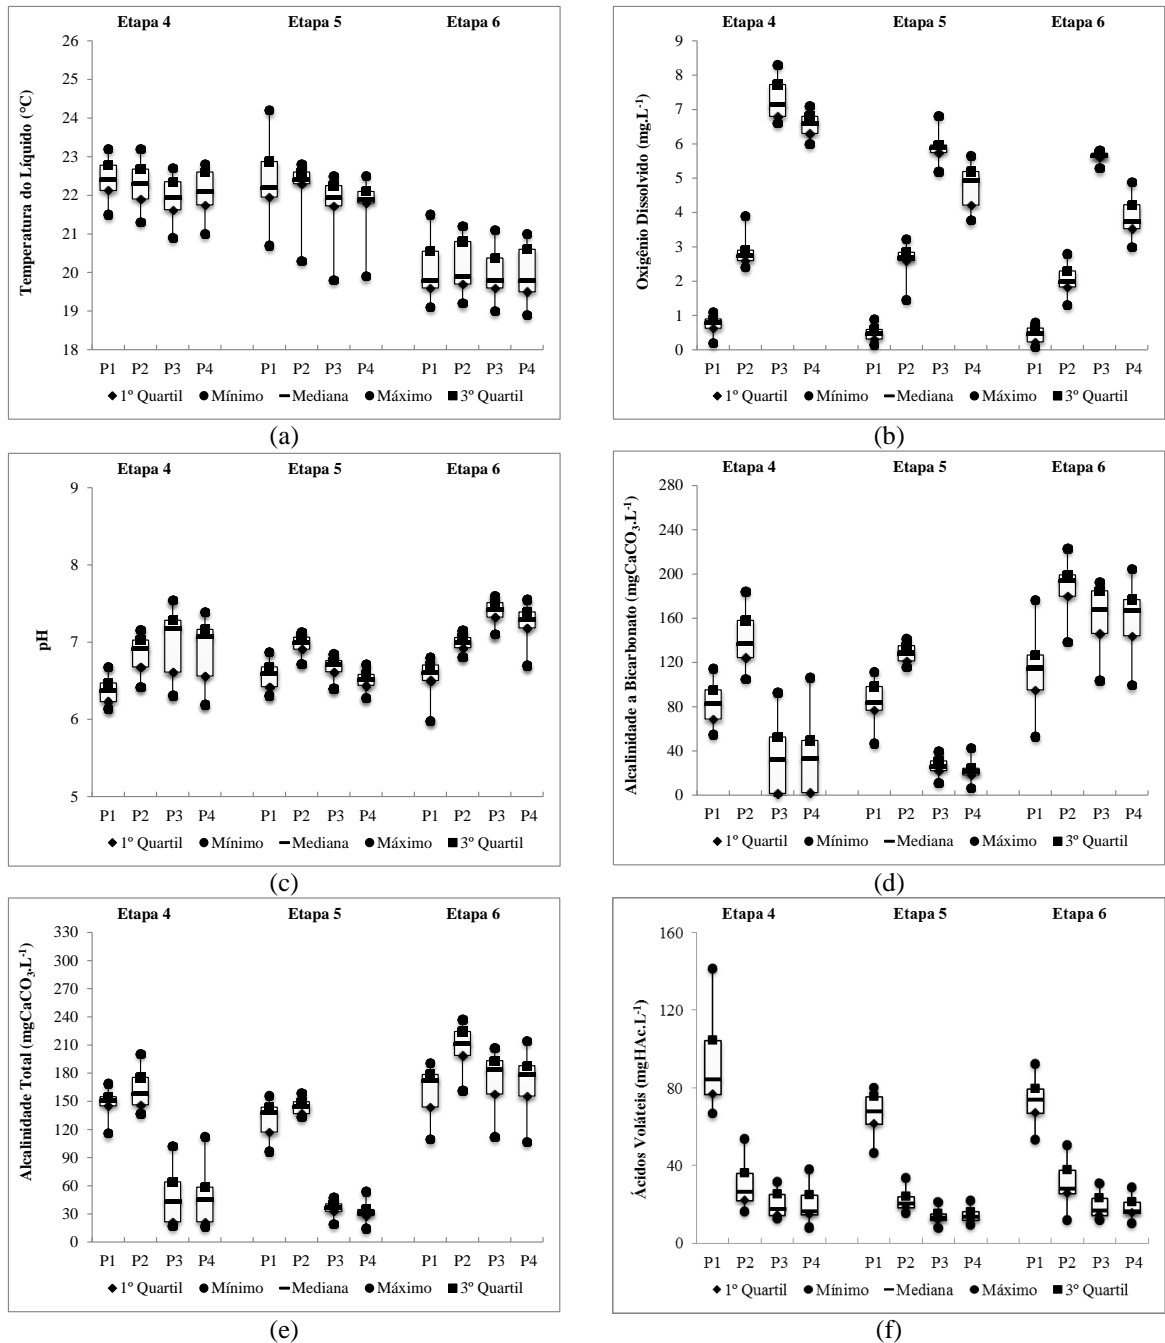 Etapa 4 Etapa 5 Etapa 6
Temperatura do Líquido (°C)
26
25
24
23
22
21
20
19
18
P1 P2 P3 P4 P1 P2 P3 P4 P1 P2 P3 P4
1º Quartil Mínimo Mediana Máximo 3º Quartil
(a)
Etapa 4 Etapa 5 Etapa 6
Oxigênio Dissolvido (mg.L⁻¹)
9
8
7
6
5
4
3
2
1
0
P1 P2 P3 P4 P1 P2 P3 P4 P1 P2 P3 P4
1º Quartil Mínimo Mediana Máximo 3º Quartil
(b)
Etapa 4 Etapa 5 Etapa 6
pH
9
8
7
6
5
P1 P2 P3 P4 P1 P2 P3 P4 P1 P2 P3 P4
1º Quartil Mínimo Mediana Máximo 3º Quartil
(c)
Etapa 4 Etapa 5 Etapa 6
Alcalinidade a Bicarbonato (mgCaCO₃.L⁻¹)
280
240
200
160
120
80
40
0
P1 P2 P3 P4 P1 P2 P3 P4 P1 P2 P3 P4
1º Quartil Mínimo Mediana Máximo 3º Quartil
(d)
Etapa 4 Etapa 5 Etapa 6
Alcalinidade Total (mgCaCO₃.L⁻¹)
330
300
270
240
210
180
150
120
90
60
30
0
P1 P2 P3 P4 P1 P2 P3 P4 P1 P2 P3 P4
1º Quartil Mínimo Mediana Máximo 3º Quartil
(e)
Etapa 4 Etapa 5 Etapa 6
Ácidos Voláteis (mgHAc.L⁻¹)
160
120
80
40
0
P1 P2 P3 P4 P1 P2 P3 P4 P1 P2 P3 P4
1º Quartil Mínimo Mediana Máximo 3º Quartil
(f)